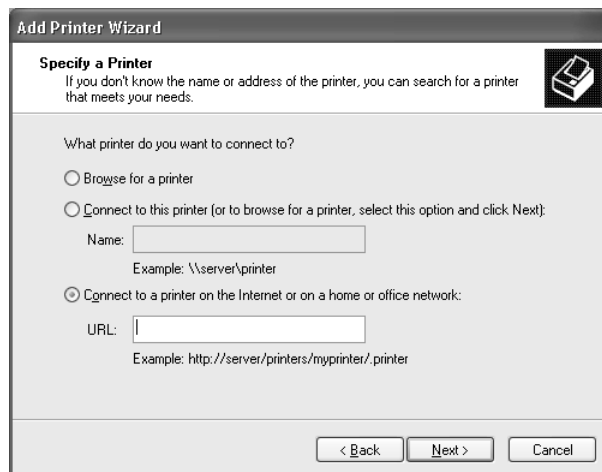 Add Printer Wizard
Specify a Printer
If you don't know the name or address of the printer, you can search for a printer
that meets your needs.
What printer do you want to connect to?
Browse for a printer
Connect to this printer (or to browse for a printer, select this option and click Next):
Name:
Example: \\server\printer
Connect to a printer on the Internet or on a home or office network:
URL:
Example: http://server/printers/myprinter/.printer
< Back
Next >
Cancel